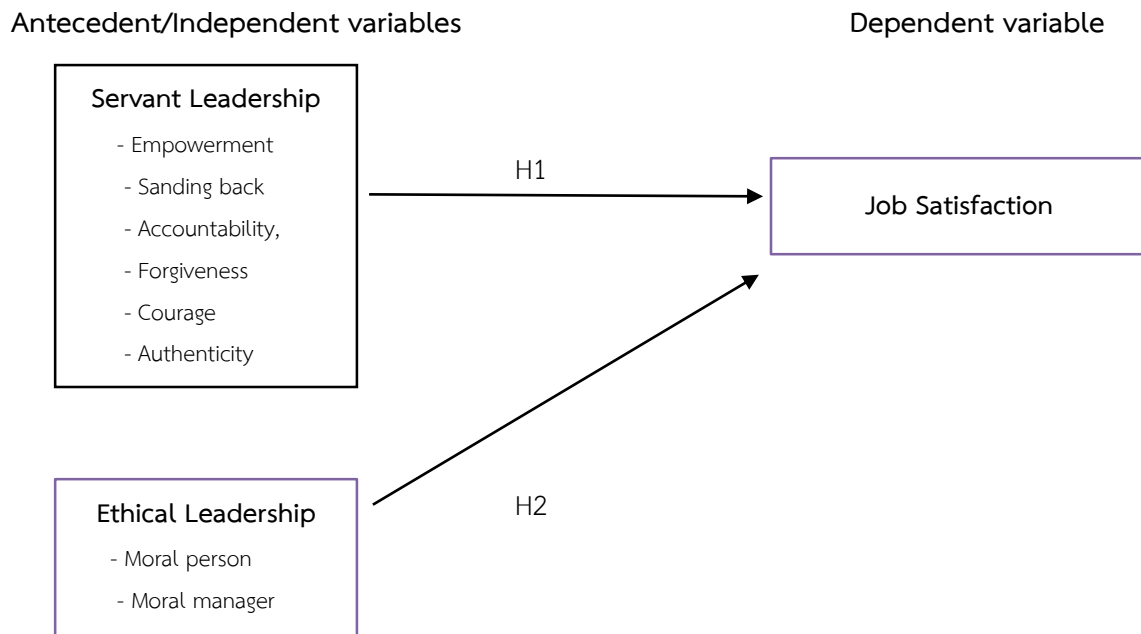 Antecedent/Independent variables
Dependent variable
Servant Leadership
- Empowerment
- Sanding back
- Accountability,
- Forgiveness
- Courage
- Authenticity
H1
Job Satisfaction
Ethical Leadership
- Moral person
- Moral manager
H2